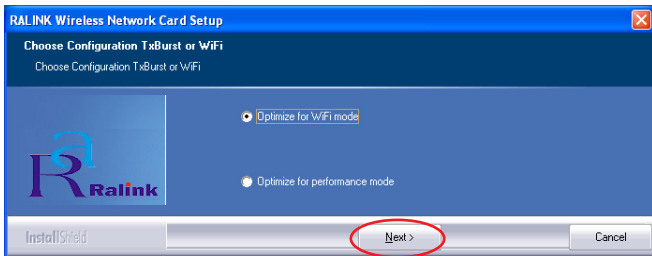 RALINK Wireless Network Card Setup
Choose Configuration TxBurst or WiFi
Choose Configuration TxBurst or WiFi
Optimize for WiFi mode
Ra
Ralink
Optimize for performance mode
InstallShield
Next >
Cancel